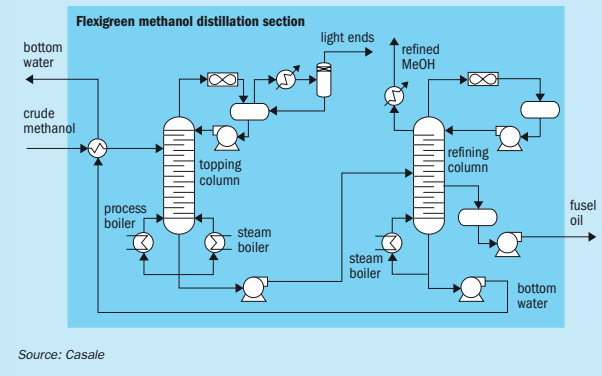 Flexigreen methanol distillation section
bottom
water
light ends
refined
MeOH
crude
methanol
topping
column
refining
column
process
boiler
steam
boiler
steam
boiler
fusel
oil
bottom
water
Source: Casale